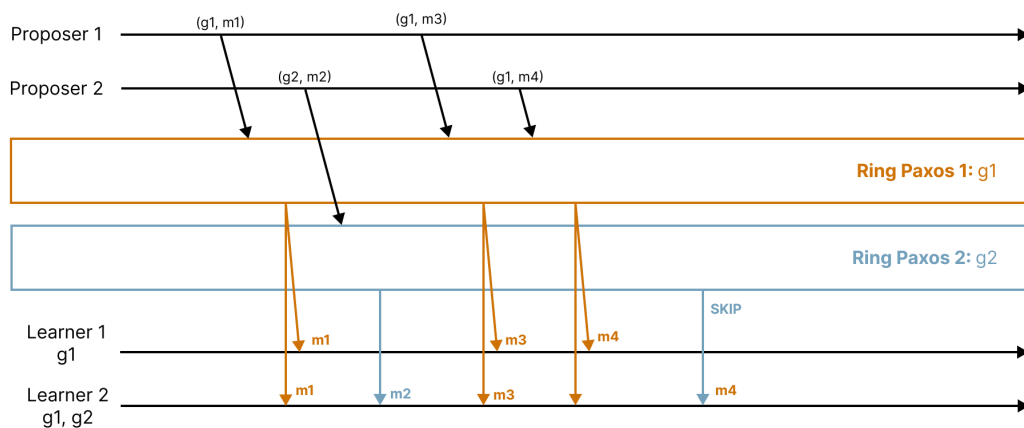 (g1, m1)
(g1, m3)
Proposer 1
(g2, m2)
(g1, m4)
Proposer 2
Ring Paxos 1: g1
Ring Paxos 2: g2
SKIP
Learner 1
g1
m1
m3
m4
Learner 2
g1, g2
m1
m2
m3
m4